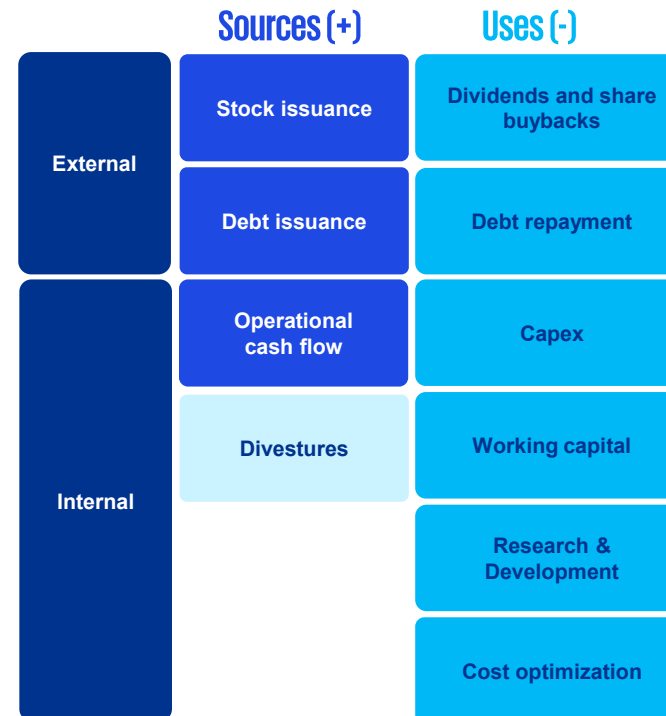 Sources (+)
Uses (-)
External
Stock issuance
Dividends and share
buybacks
Debt issuance
Debt repayment
Internal
Operational
cash flow
Capex
Divestures
Working capital
Research &
Development
Cost optimization